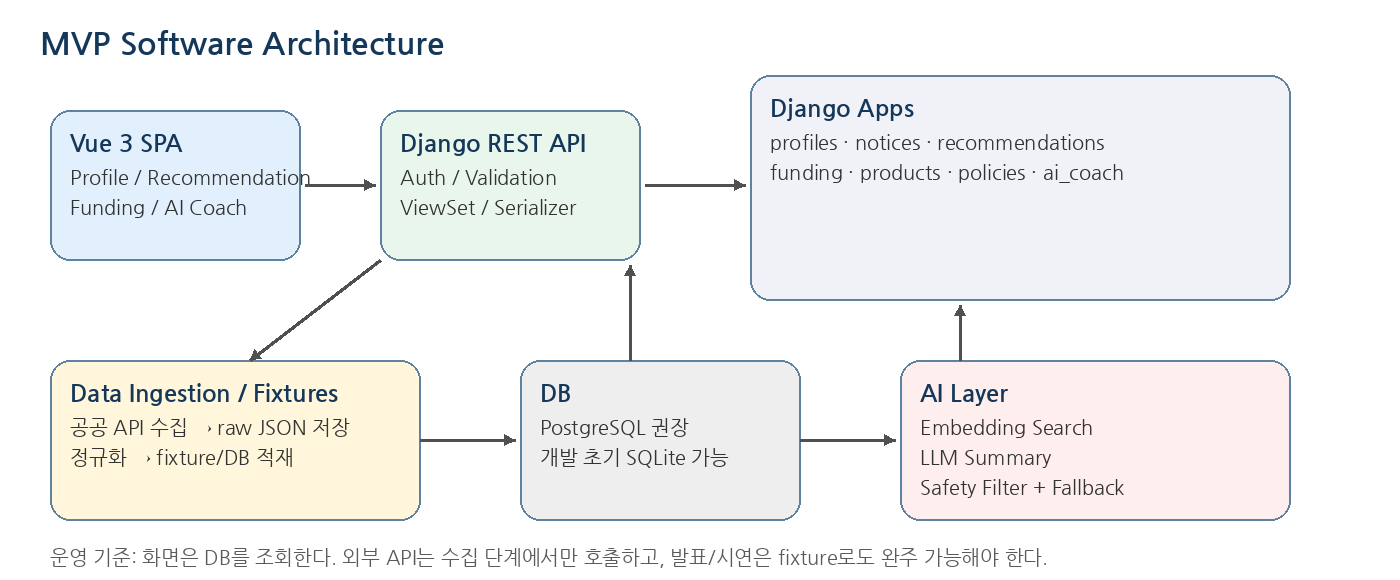 MVP Software Architecture
Vue 3 SPA
Profile / Recommendation
Funding / AI Coach
Django REST API
Auth / Validation
ViewSet / Serializer
Django Apps
profiles · notices · recommendations
funding · products · policies · ai_coach
Data Ingestion / Fixtures
공공 API 수집 → raw JSON 저장
정규화 → fixture/DB 적재
DB
PostgreSQL 권장
개발 초기 SQLite 가능
AI Layer
Embedding Search
LLM Summary
Safety Filter + Fallback
운영 기준: 화면은 DB를 조회한다. 외부 API는 수집 단계에서만 호출하고, 발표/시연은 fixture로도 완주 가능해야 한다.